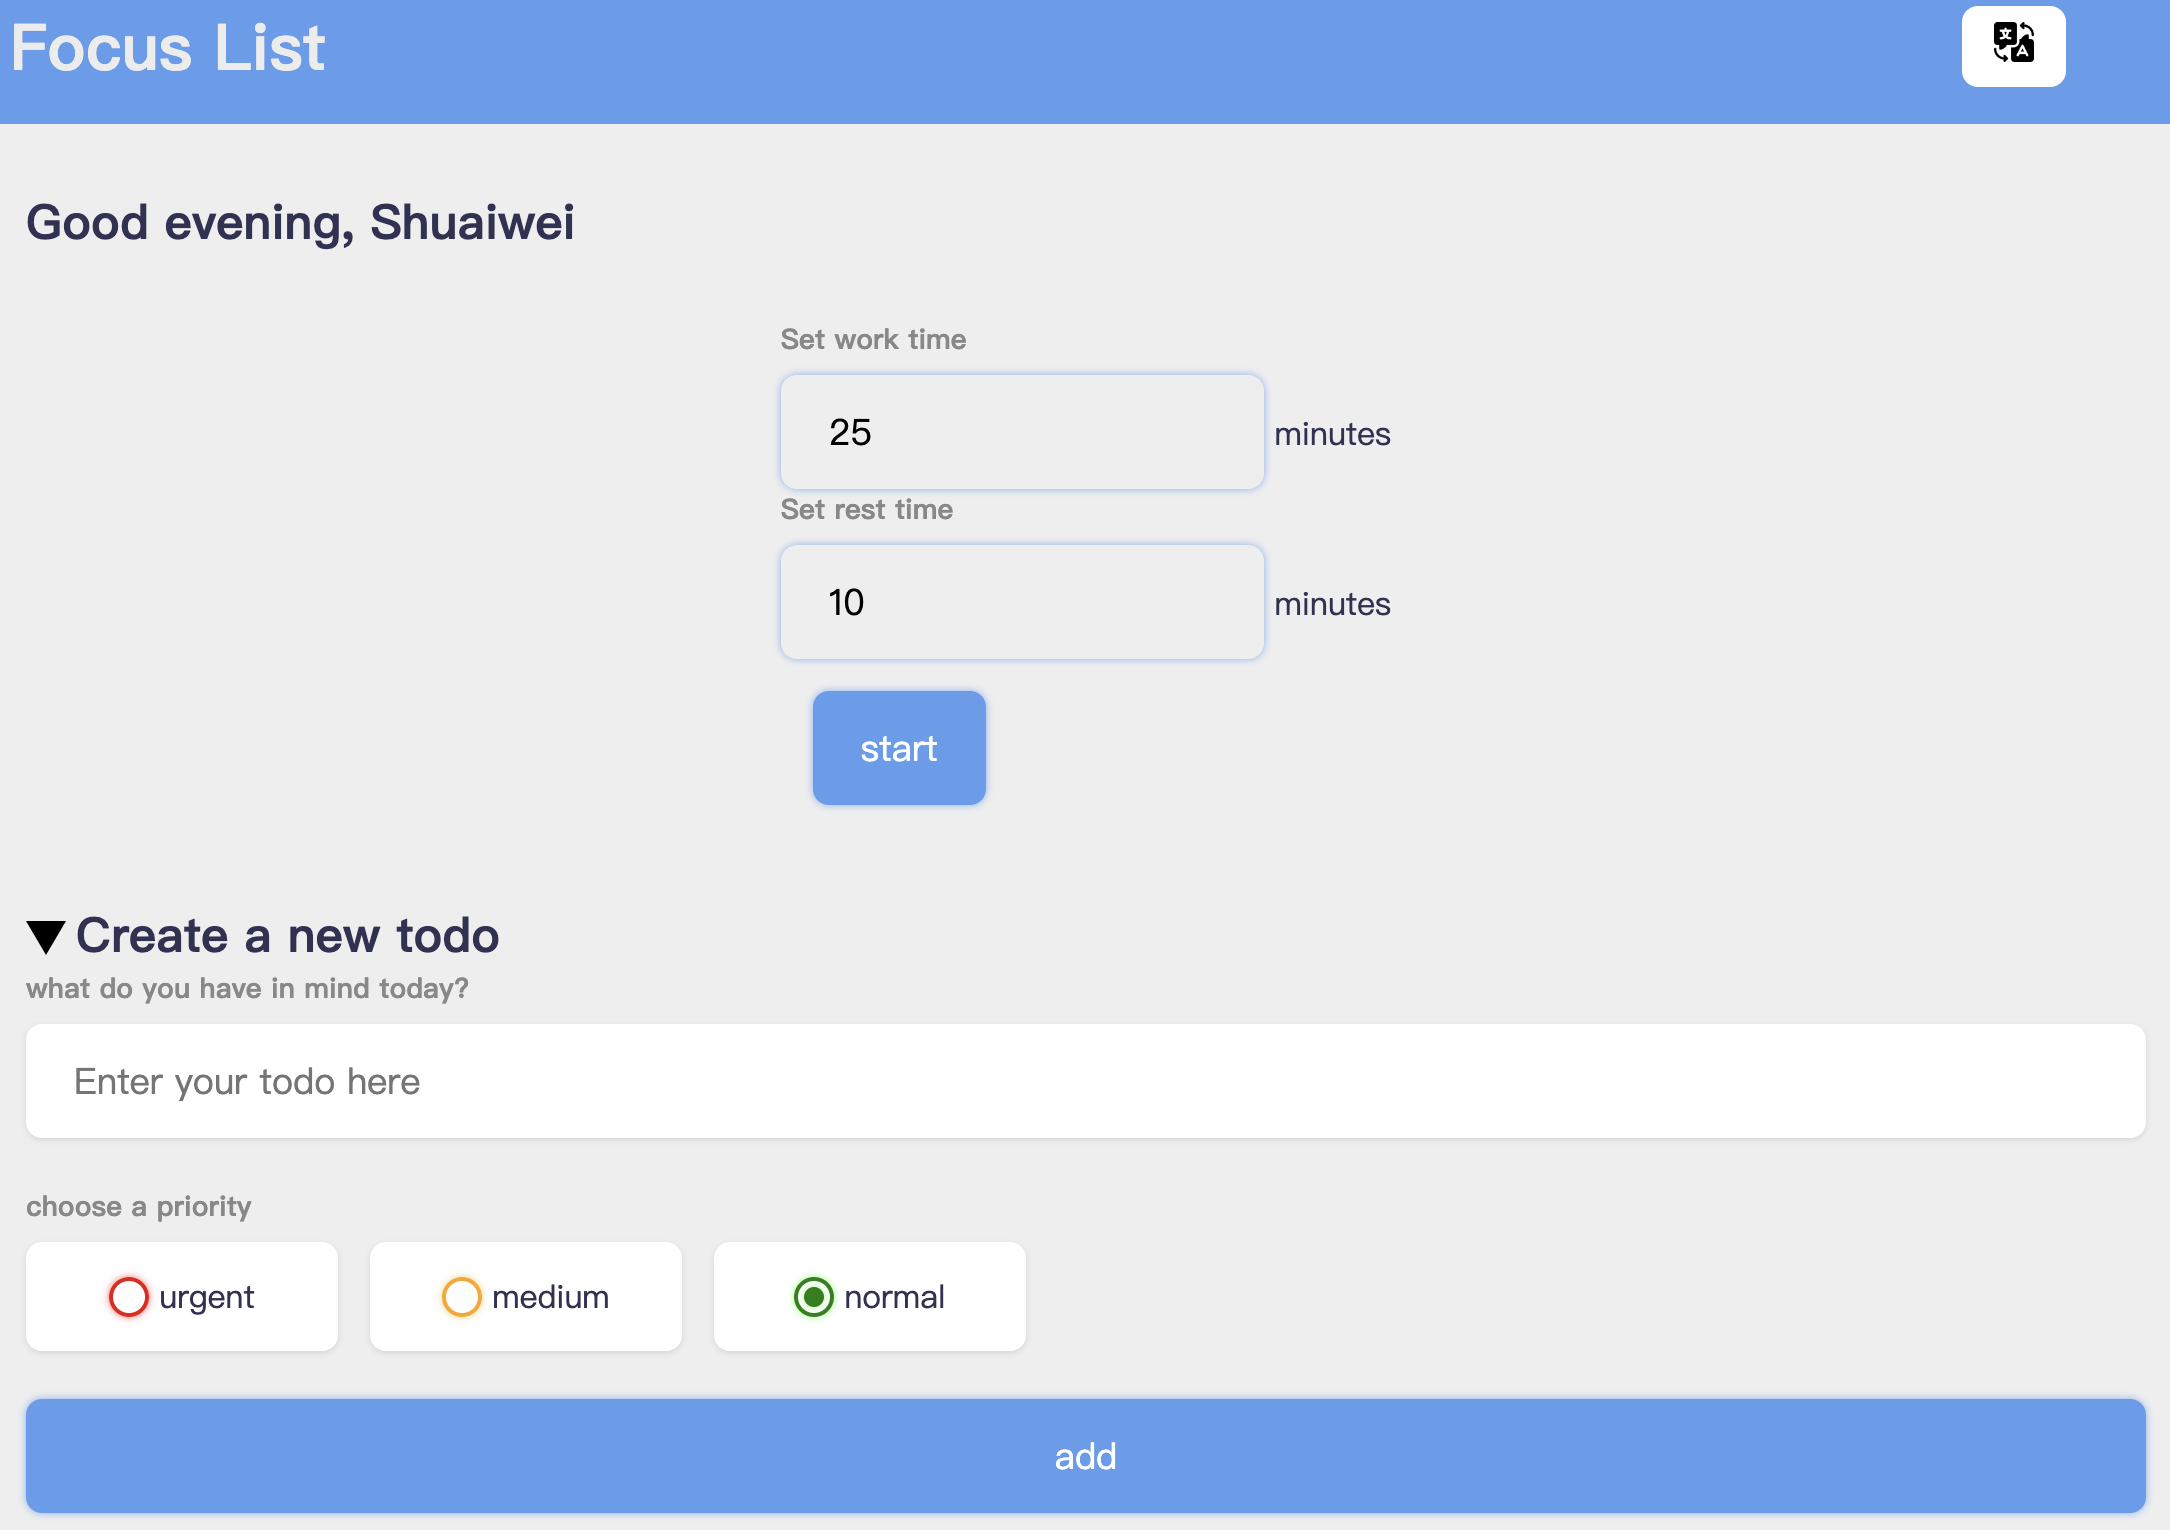 Focus List
文
A
Good evening, Shuaiwei
Set work time
25
minutes
Set rest time
10
minutes
start
Create a new todo
what do you have in mind today?
Enter your todo here
choose a priority
urgent
medium
normal
add